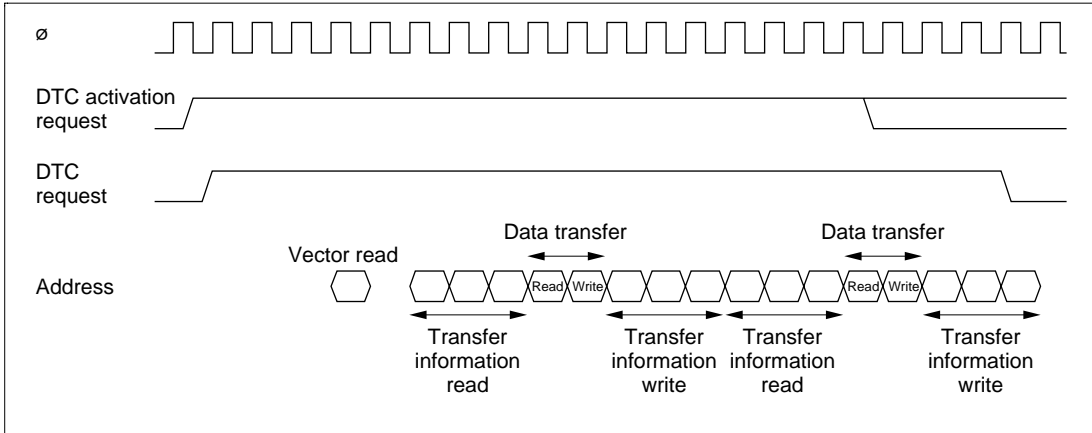 ø
DTC activation
request
DTC
request
Data transfer
Data transfer
Vector read
Address
Read
Write
Read
Write
Transfer
information
read
Transfer
information
write
Transfer
information
read
Transfer
information
write